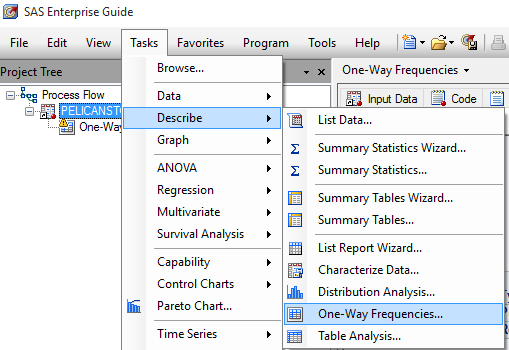 SAS Enterprise Guide
File Edit View Tasks Favorites Program Tools Help
Project Tree
Process Flow
PELICANST
One-Way
Browse...
Data
Describe
Graph
ANOVA
Regression
Multivariate
Survival Analysis
Capability
Control Charts
Pareto Chart...
Time Series
One-Way Frequencies
Input Data Code
List Data...
Summary Statistics Wizard...
Summary Statistics...
Summary Tables Wizard...
Summary Tables...
List Report Wizard...
Characterize Data...
Distribution Analysis...
One-Way Frequencies...
Table Analysis...